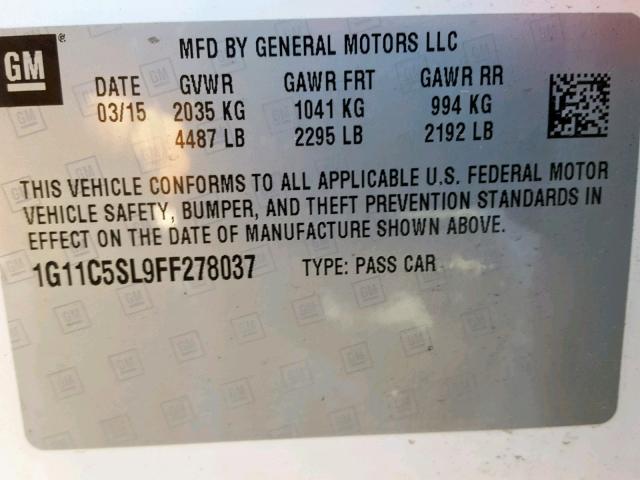 GM ® MFD BY GENERAL MOTORS LLC
DATE GVWR GAWR FRT GAWR RR
03/15 2035 KG 1041 KG 994 KG
4487 LB 2295 LB 2192 LB
THIS VEHICLE CONFORMS TO ALL APPLICABLE U.S. FEDERAL MOTOR
VEHICLE SAFETY, BUMPER, AND THEFT PREVENTION STANDARDS IN
EFFECT ON THE DATE OF MANUFACTURE SHOWN ABOVE.
1G11C5SL9FF278037 TYPE: PASS CAR